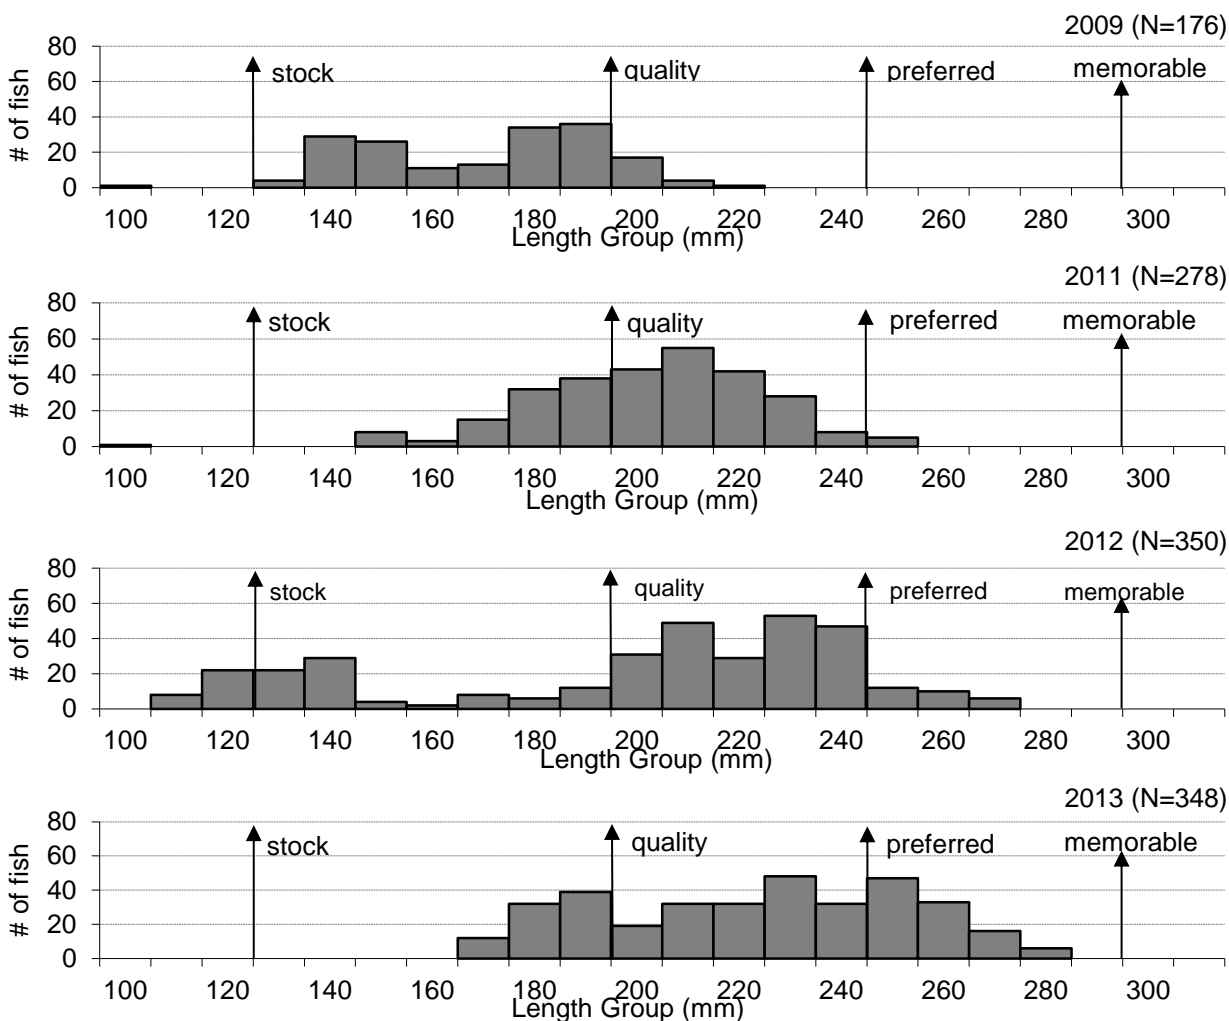 2009 (N=176)
# of fish
80
60
40
20
0
stock
quality
preferred
memorable
100 120 140 160 180 200 220 240 260 280 300
Length Group (mm)
2011 (N=278)
# of fish
80
60
40
20
0
stock
quality
preferred
memorable
100 120 140 160 180 200 220 240 260 280 300
Length Group (mm)
2012 (N=350)
# of fish
80
60
40
20
0
stock
quality
preferred
memorable
100 120 140 160 180 200 220 240 260 280 300
Length Group (mm)
2013 (N=348)
# of fish
80
60
40
20
0
stock
quality
preferred
memorable
100 120 140 160 180 200 220 240 260 280 300
Length Group (mm)